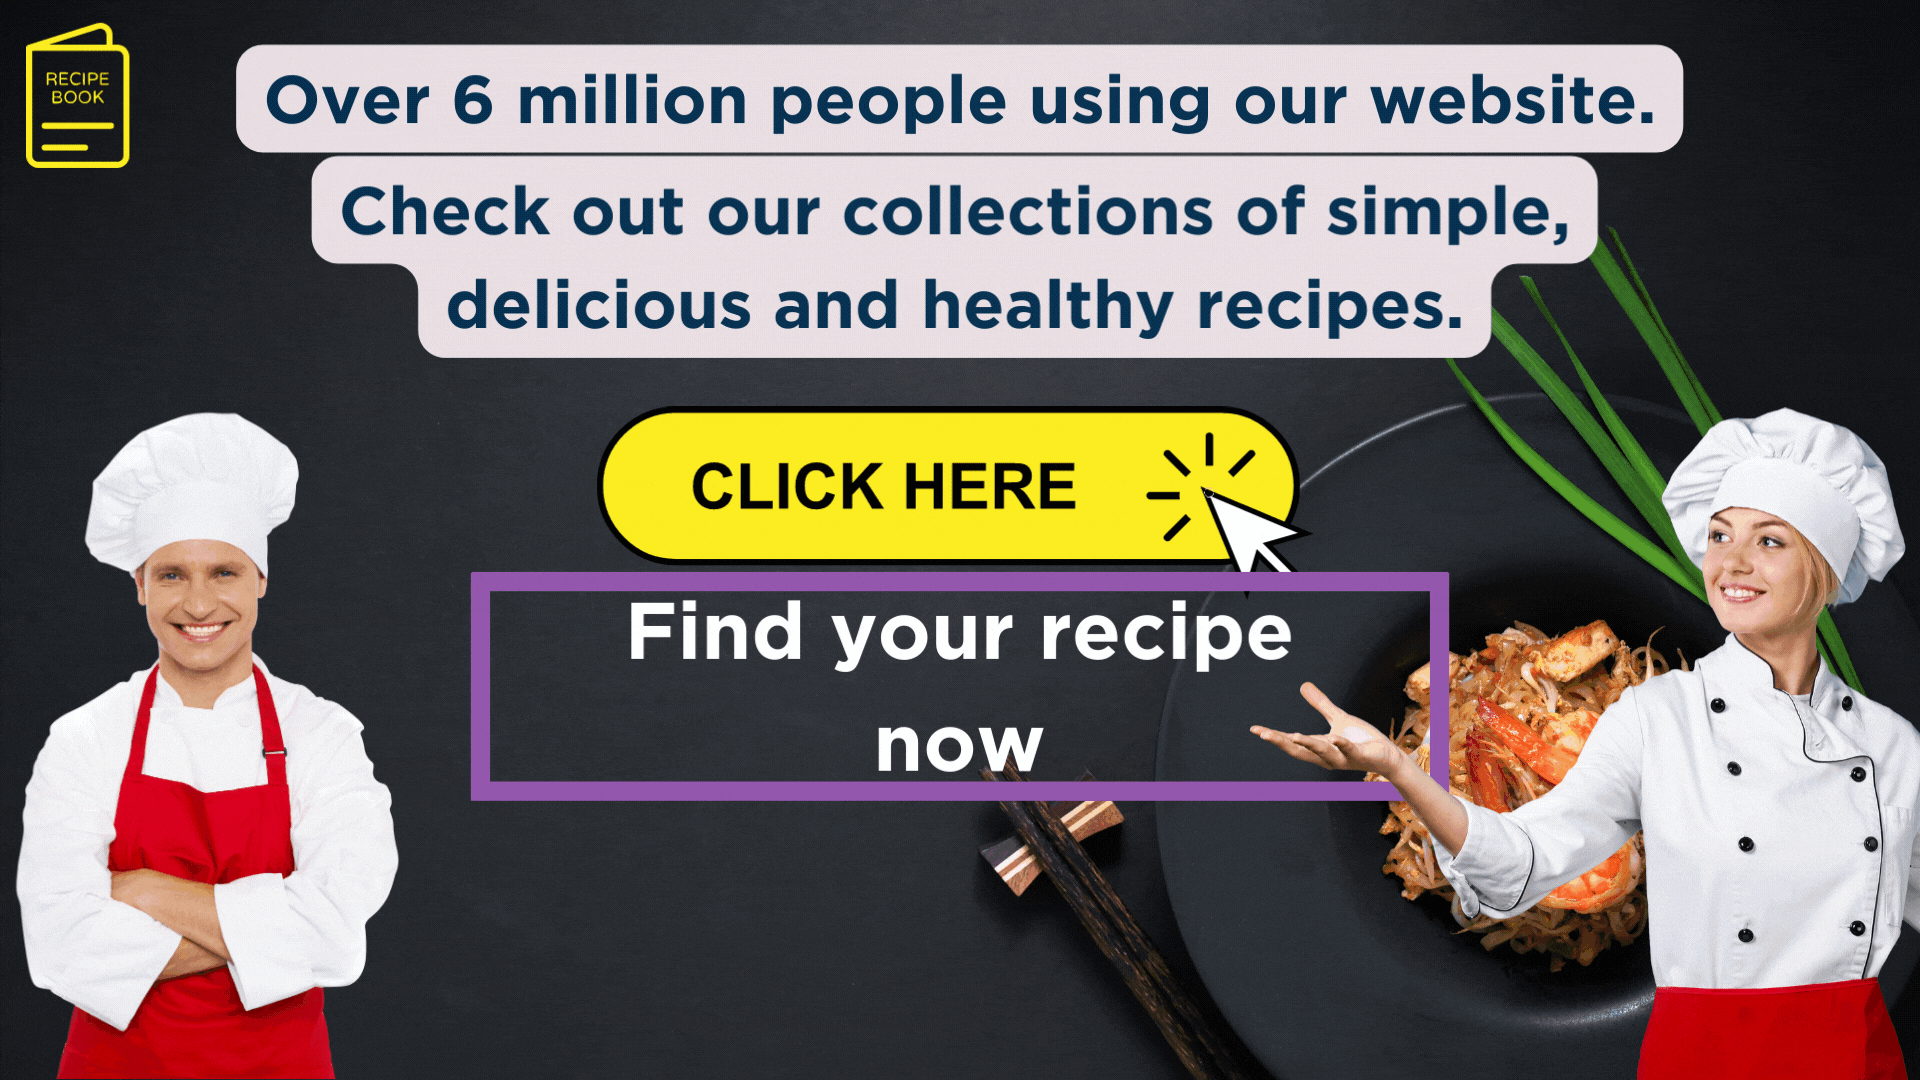 RECIPE
BOOK
Over 6 million people using our website.
Check out our collections of simple,
delicious and healthy recipes.
CLICK HERE
Find your recipe
now